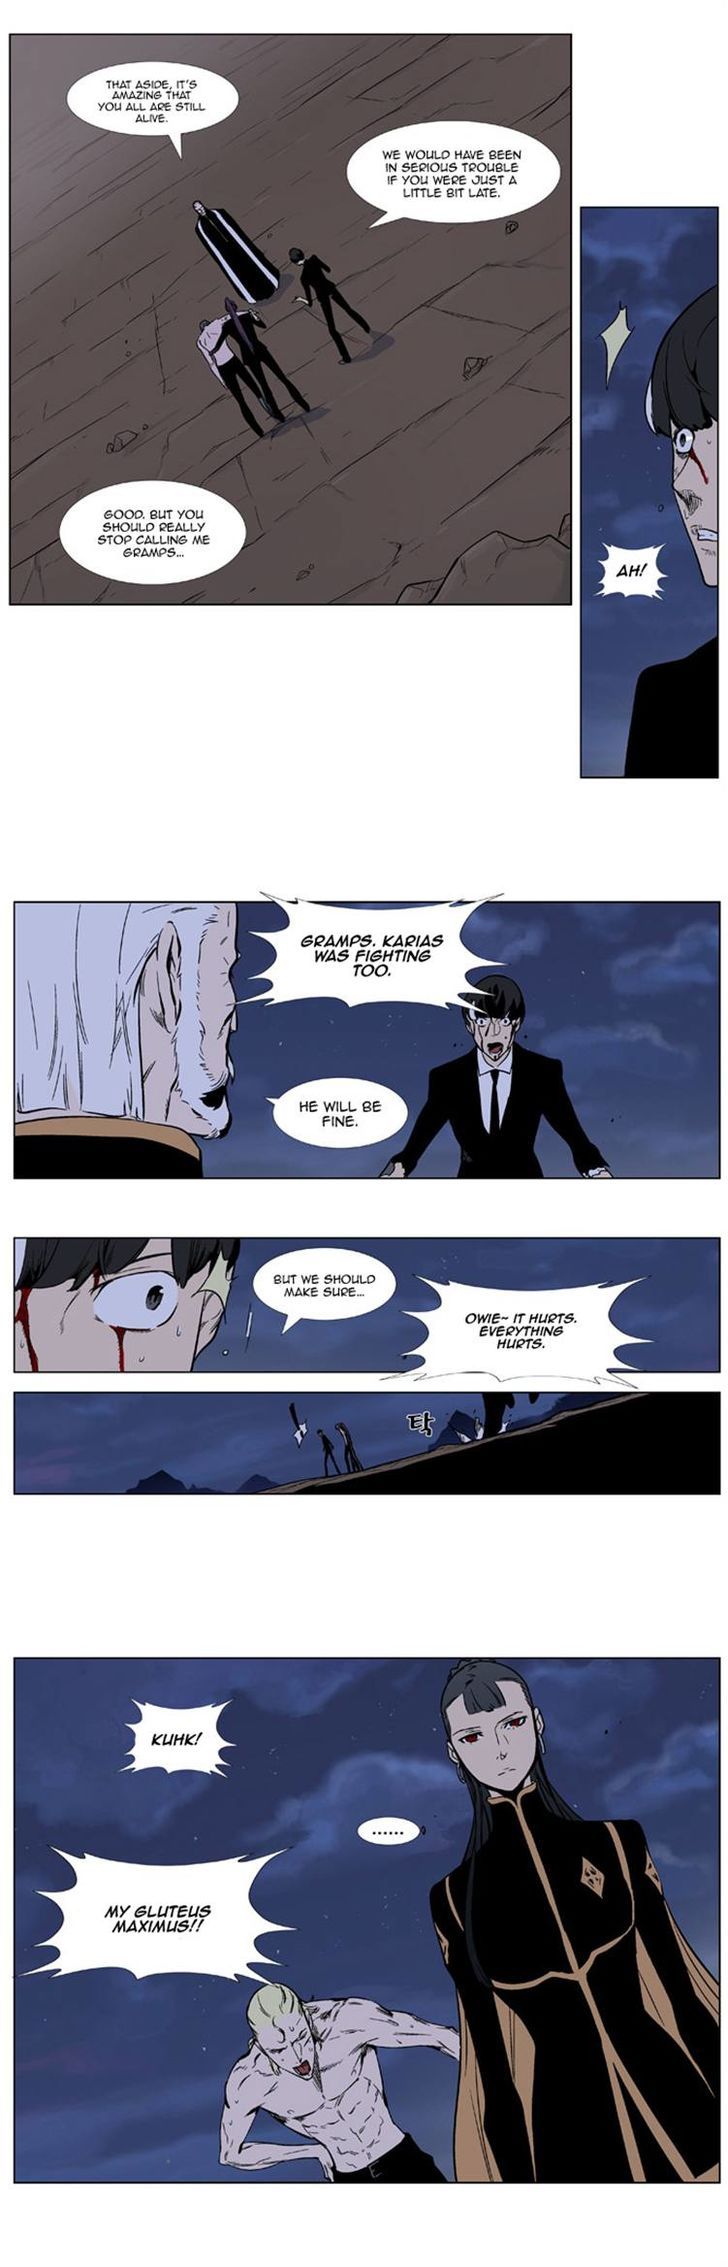 THAT ASIDE, IT'S
AMAZING THAT
YOU ALL ARE STILL
ALIVE.
WE WOULD HAVE BEEN
IN SERIOUS TROUBLE
IF YOU WERE JUST A
LITTLE BIT LATE.
GOOD. BUT YOU
SHOULD REALLY
STOP CALLING ME
GRAMPS...
AH!
GRAMPS. KARIAS
WAS FIGHTING
TOO.
HE WILL BE
FINE.
BUT WE SHOULD
MAKE SURE...
OWIE~ IT HURTS.
EVERYTHING
HURTS.
탁
KUHK!
......
MY GLUTEUS
MAXIMUS!!